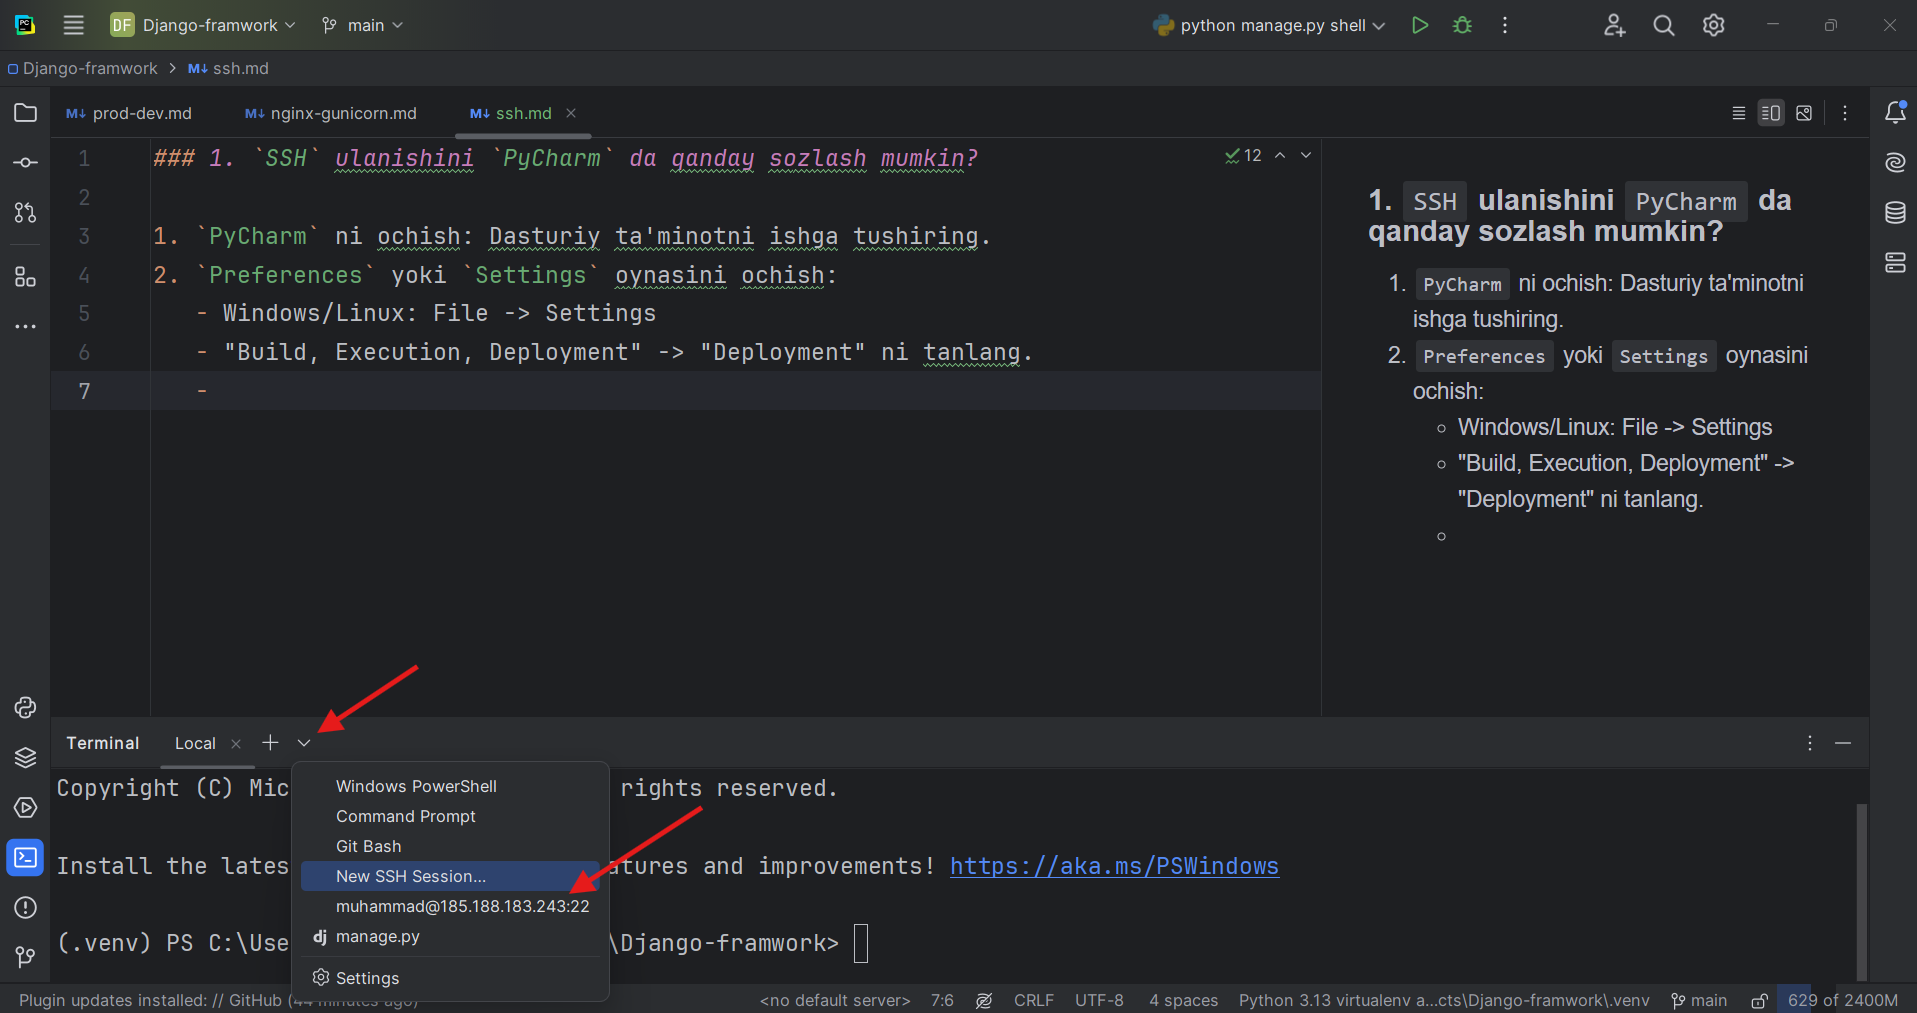 DF Django-framwork main python manage.py shell
Django-framwork > M↓ ssh.md
M↓ prod-dev.md M↓ nginx-gunicorn.md M↓ ssh.md
1 ### 1. `SSH` ulanishini `PyCharm` da qanday sozlash mumkin?
12
2
3 1. `PyCharm` ni ochish: Dasturiy ta'minotni ishga tushiring.
4 2. `Preferences` yoki `Settings` oynasini ochish:
5 - Windows/Linux: File -> Settings
6 - "Build, Execution, Deployment" -> "Deployment" ni tanlang.
7 -
1. SSH ulanishini PyCharm da
qanday sozlash mumkin?
1. PyCharm ni ochish: Dasturiy ta'minotni
ishga tushiring.
2. Preferences yoki Settings oynasini
ochish:
Windows/Linux: File -> Settings
"Build, Execution, Deployment" ->
"Deployment" ni tanlang.
Terminal Local
Copyright (C) Mic rights reserved.
Install the lates atures and improvements! https://aka.ms/PSWindows
(.venv) PS C:\Use \Django-framwork>
Windows PowerShell
Command Prompt
Git Bash
New SSH Session...
muhammad@185.188.183.243:22
dj manage.py
Settings
Plugin updates installed: // GitHub (44 minutes ago) <no default server> 7:6 CRLF UTF-8 4 spaces Python 3.13 virtualenv a...cts\Django-framwork\.venv main 629 of 2400M